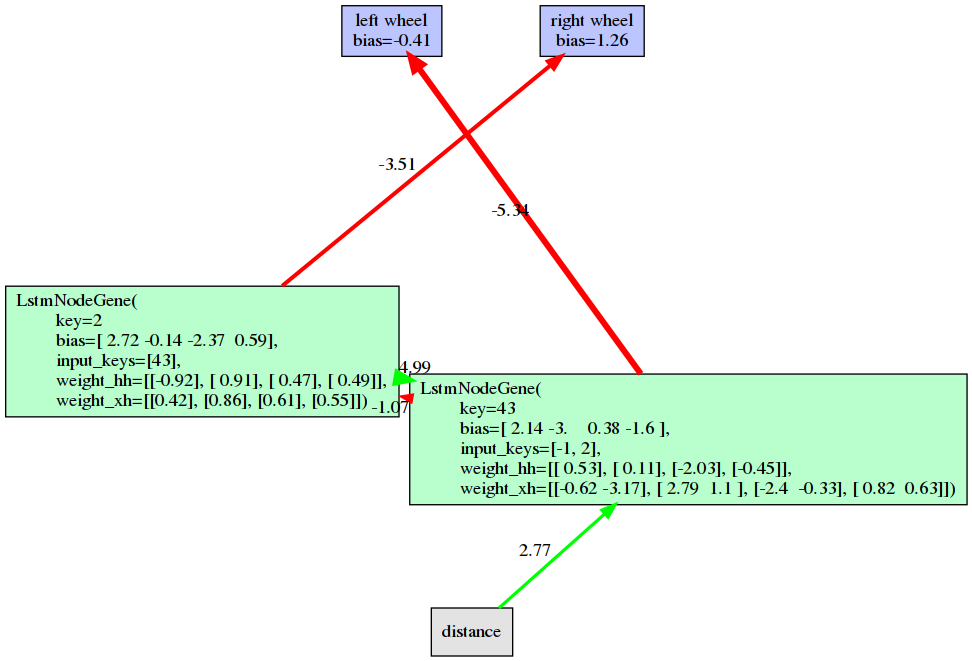 left wheel
bias=-0.41
right wheel
bias=1.26
-3.51
-5.34
LstmNodeGene(
key=2
bias=[ 2.72 -0.14 -2.37  0.59],
input_keys=[43],
weight_hh=[[-0.92], [ 0.91], [ 0.47], [ 0.49]],
weight_xh=[[0.42], [0.86], [0.61], [0.55]])
4.99
-1.07
LstmNodeGene(
key=43
bias=[ 2.14 -3.    0.38 -1.6 ],
input_keys=[-1, 2],
weight_hh=[[ 0.53], [ 0.11], [-2.03], [-0.45]],
weight_xh=[[-0.62 -3.17], [ 2.79  1.1 ], [-2.4  -0.33], [ 0.82  0.63]])
2.77
distance